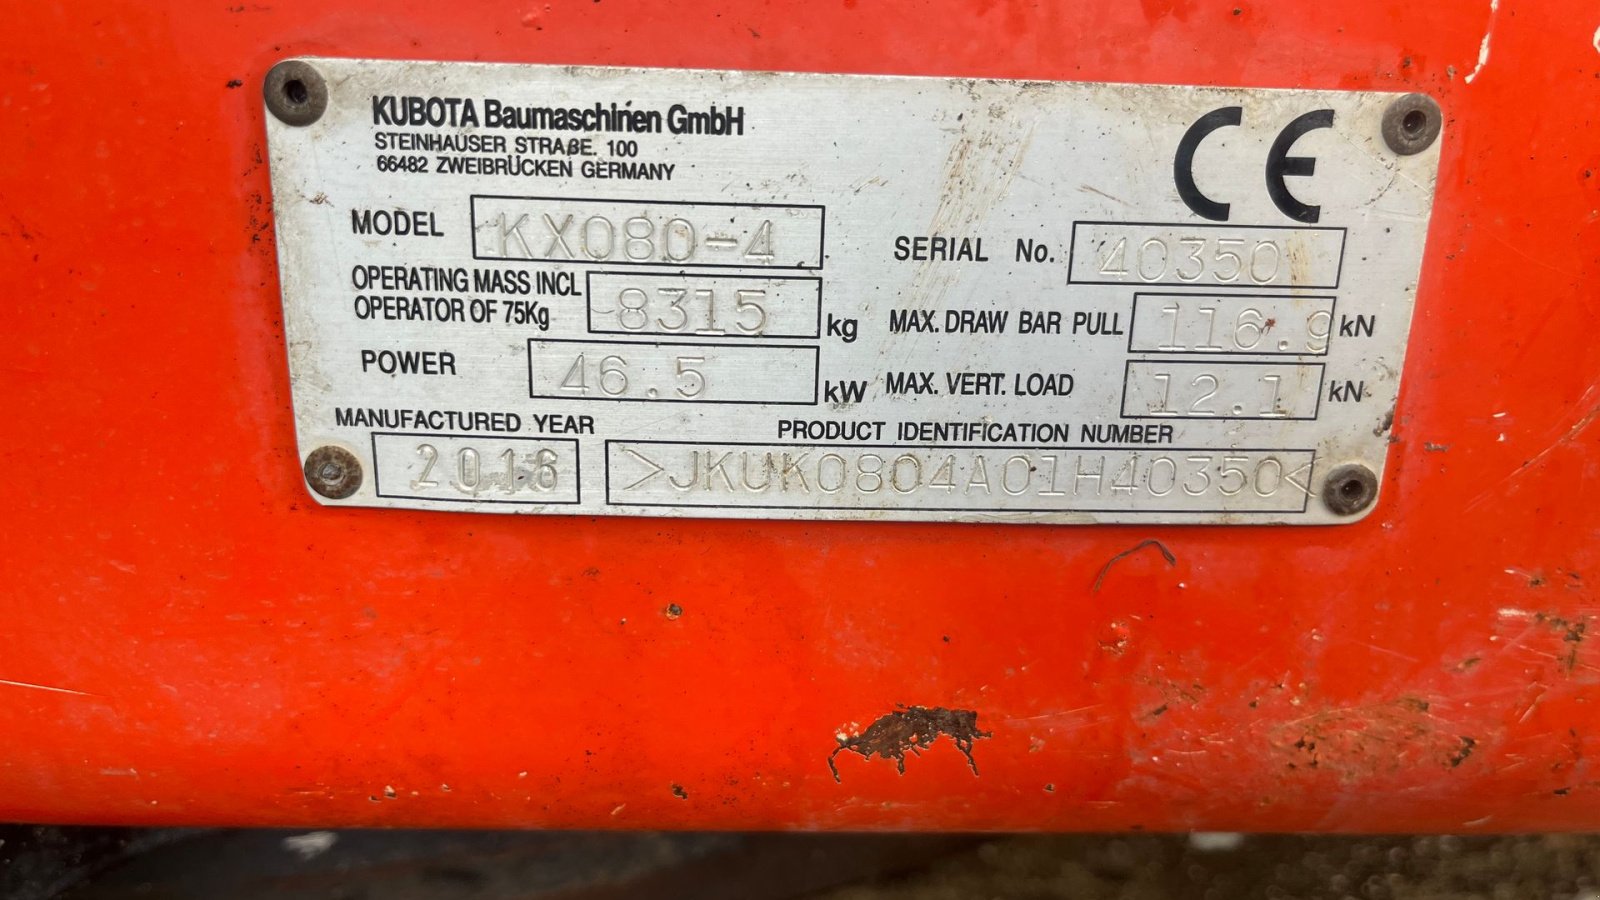 KUBOTA Baumaschinen GmbH
STEINHAUSER STRAßE. 100
66482 ZWEIBRÜCKEN GERMANY
CE
MODEL KX080-4
SERIAL No. 40350
OPERATING MASS INCL
OPERATOR OF 75Kg 8315 kg
MAX. DRAW BAR PULL 116.9 kN
POWER 46.5 kW
MAX. VERT. LOAD 12.1 kN
MANUFACTURED YEAR
2016
PRODUCT IDENTIFICATION NUMBER
>JKUK0804A01H40350<